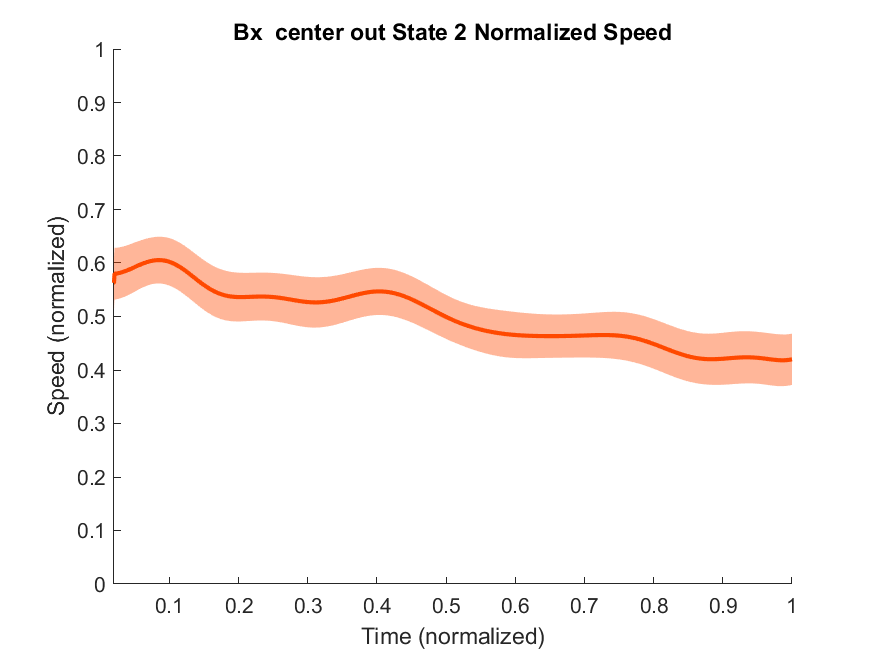 Bx  center out State 2 Normalized Speed
1
0.9
0.8
0.7
0.6
0.5
0.4
0.3
0.2
0.1
0
Speed (normalized)
0.1 0.2 0.3 0.4 0.5 0.6 0.7 0.8 0.9 1
Time (normalized)